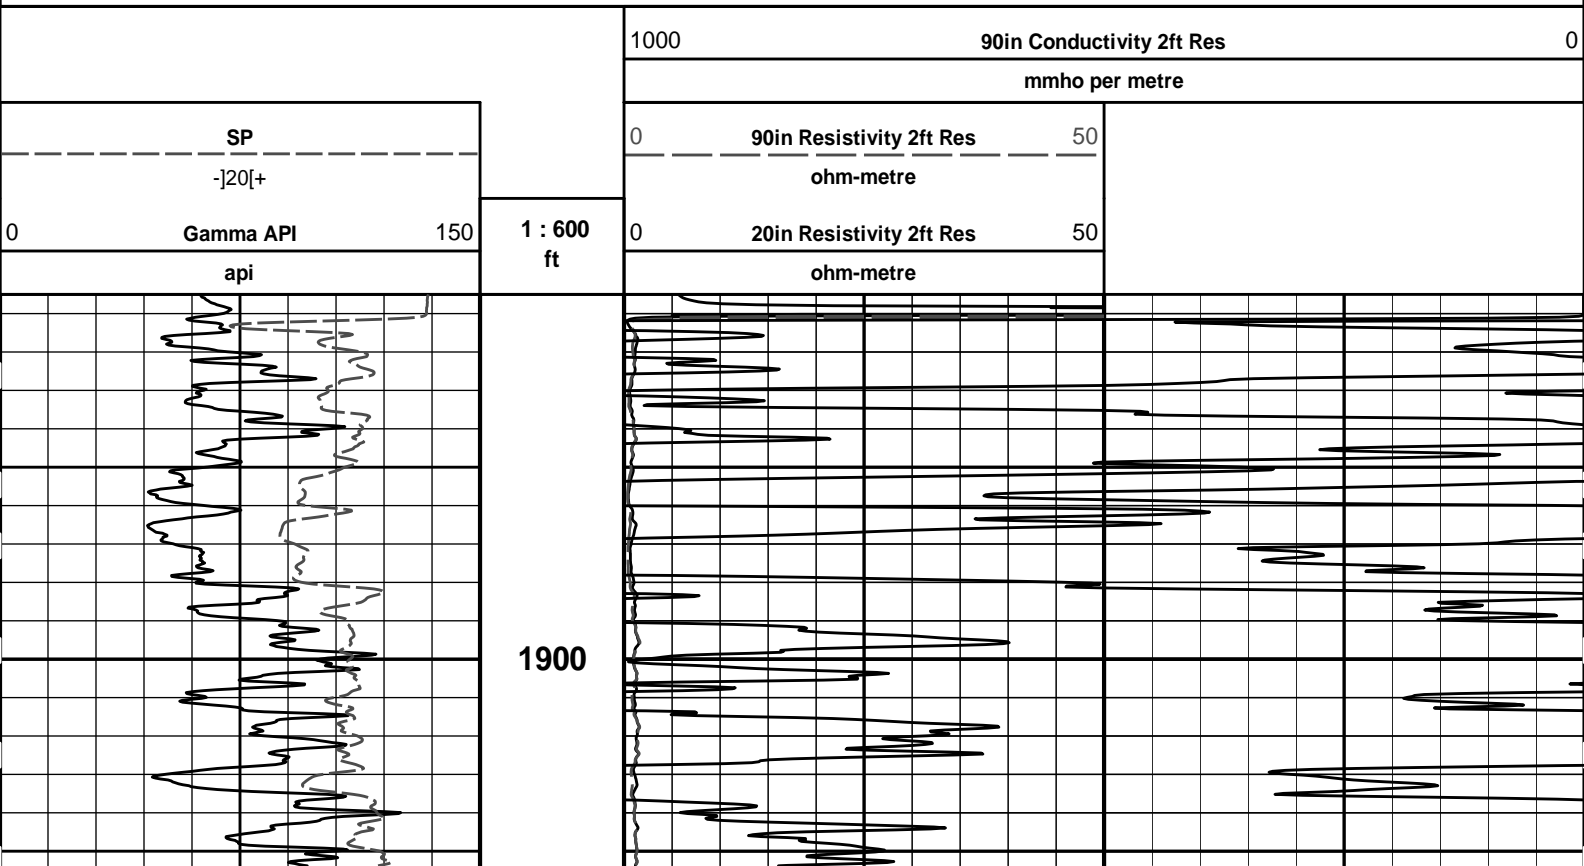 1000 90in Conductivity 2ft Res 0
mmho per metre
SP
0 90in Resistivity 2ft Res 50
-]20[+
ohm-metre
0 Gamma API 150
1 : 600
0 20in Resistivity 2ft Res 50
ft
api
ohm-metre
1900